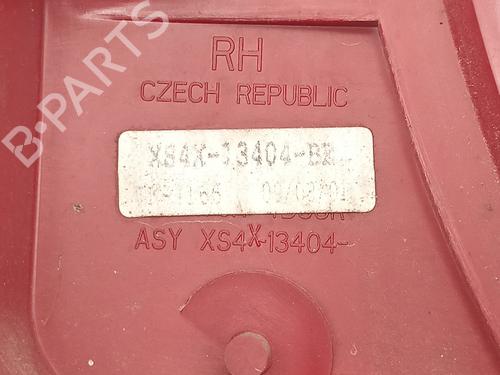 B-PARTS
RH
CZECH REPUBLIC
XS4X-13404-B
ASY XS4X-13404-